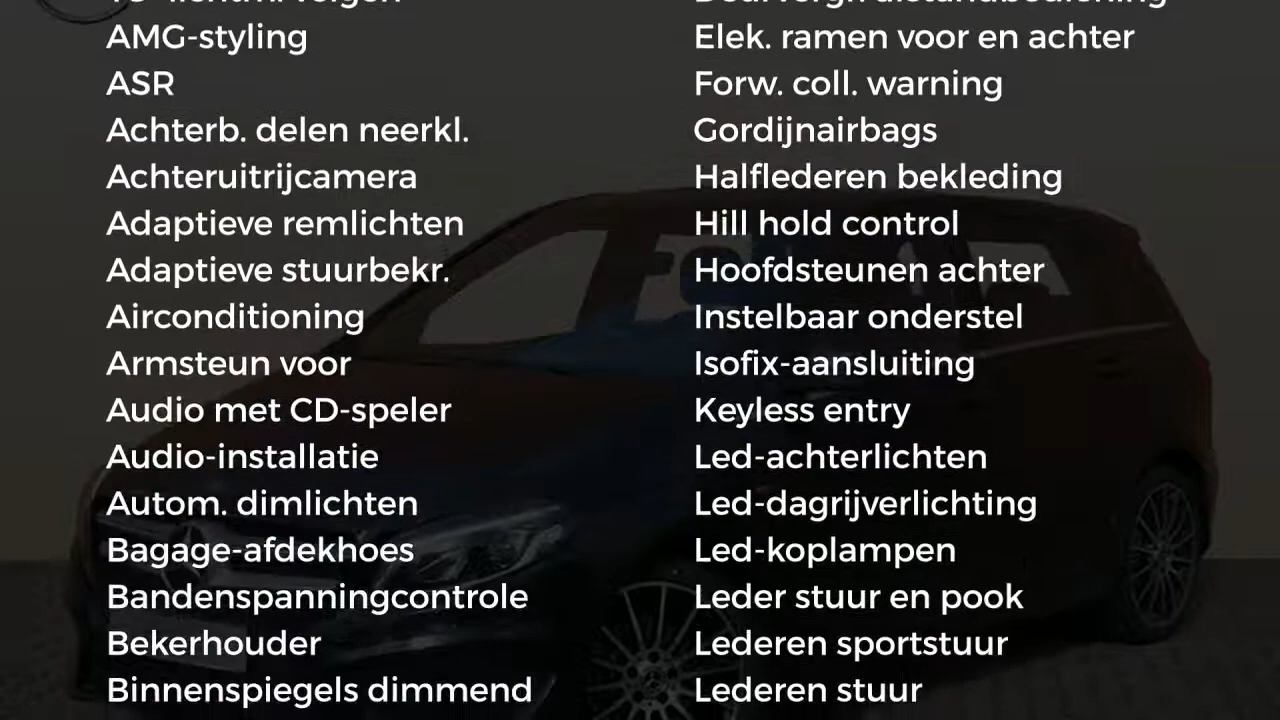 AMG-styling
ASR
Achterb. delen neerkl.
Achteruitrijcamera
Adaptieve remlichten
Adaptieve stuurbekr.
Airconditioning
Armsteun voor
Audio met CD-speler
Audio-installatie
Autom. dimlichten
Bagage-afdekhoes
Bandenspanningcontrole
Bekerhouder
Binnenspiegels dimmend
Elek. ramen voor en achter
Forw. coll. warning
Gordijnairbags
Halflederen bekleding
Hill hold control
Hoofdsteunen achter
Instelbaar onderstel
Isofix-aansluiting
Keyless entry
Led-achterlichten
Led-dagrijverlichting
Led-koplampen
Leder stuur en pook
Lederen sportstuur
Lederen stuur